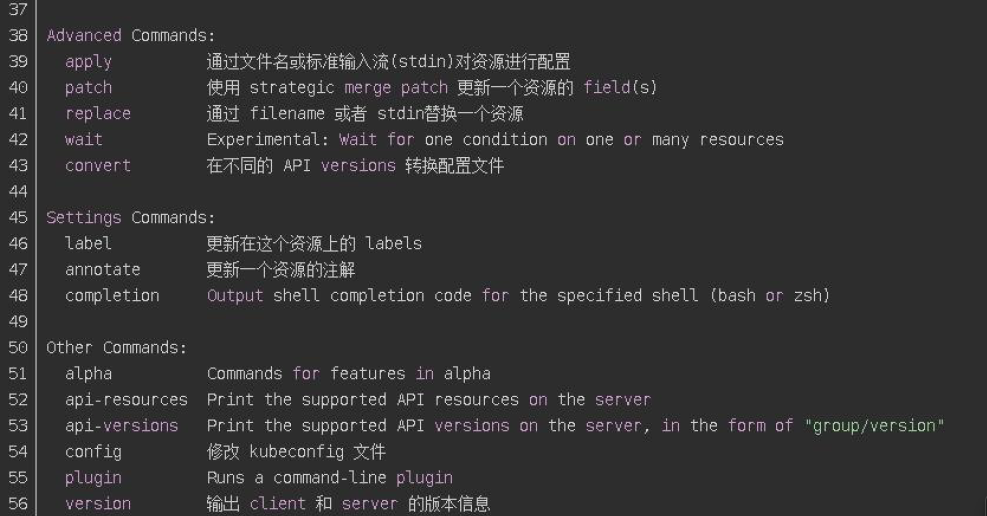 37
38 Advanced Commands:
39   apply          通过文件名或标准输入流(stdin)对资源进行配置
40   patch          使用 strategic merge patch 更新一个资源的 field(s)
41   replace        通过 filename 或者 stdin替换一个资源
42   wait           Experimental: Wait for one condition on one or many resources
43   convert        在不同的 API versions 转换配置文件
44
45 Settings Commands:
46   label          更新在这个资源上的 labels
47   annotate       更新一个资源的注解
48   completion     Output shell completion code for the specified shell (bash or zsh)
49
50 Other Commands:
51   alpha          Commands for features in alpha
52   api-resources  Print the supported API resources on the server
53   api-versions   Print the supported API versions on the server, in the form of "group/version"
54   config         修改 kubeconfig 文件
55   plugin         Runs a command-line plugin
56   version        输出 client 和 server 的版本信息